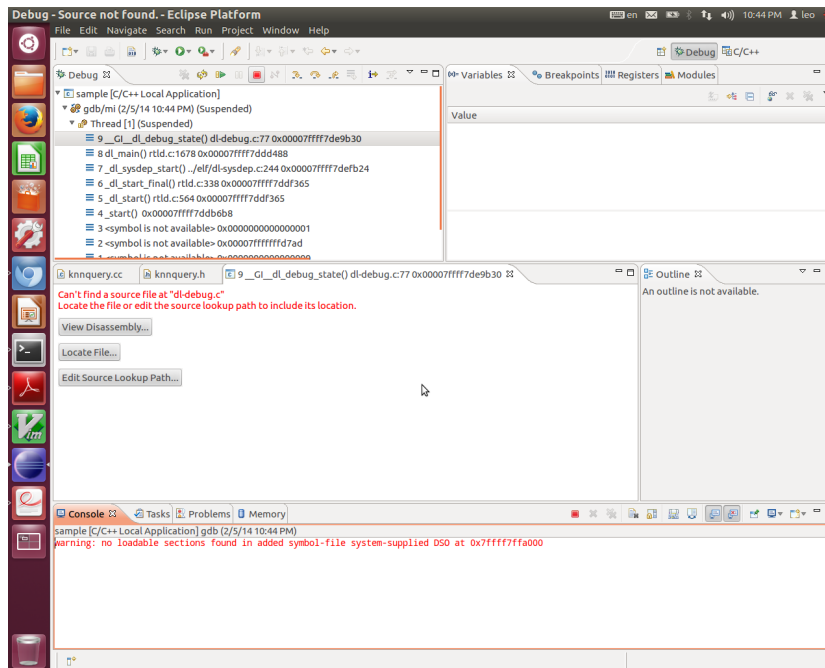 Debug - Source not found. - Eclipse Platform
en
10:44 PM
leo
File Edit Navigate Search Run Project Window Help
Debug
C/C++
Debug
Variables
Breakpoints
Registers
Modules
sample [C/C++ Local Application]
gdb/mi (2/5/14 10:44 PM) (Suspended)
Thread [1] (Suspended)
9 __GI__dl_debug_state() dl-debug.c:77 0x00007ffff7de9b30
8 dl_main() rtld.c:1678 0x00007ffff7ddd488
7 _dl_sysdep_start() ../elf/dl-sysdep.c:244 0x00007ffff7defb24
6 _dl_start_final() rtld.c:338 0x00007ffff7ddf365
5 _dl_start() rtld.c:564 0x00007ffff7ddf365
4 _start() 0x00007ffff7ddb6b8
3 <symbol is not available> 0x0000000000000001
2 <symbol is not available> 0x00007fffffffd7ad
1 <symbol is not available>
Value
knnquery.cc
knnquery.h
9 __GI__dl_debug_state() dl-debug.c:77 0x00007ffff7de9b30
Outline
Can't find a source file at "dl-debug.c"
Locate the file or edit the source lookup path to include its location.
View Disassembly...
Locate File...
Edit Source Lookup Path...
An outline is not available.
Console
Tasks
Problems
Memory
sample [C/C++ Local Application] gdb (2/5/14 10:44 PM)
warning: no loadable sections found in added symbol-file system-supplied DSO at 0x7ffff7ffa000